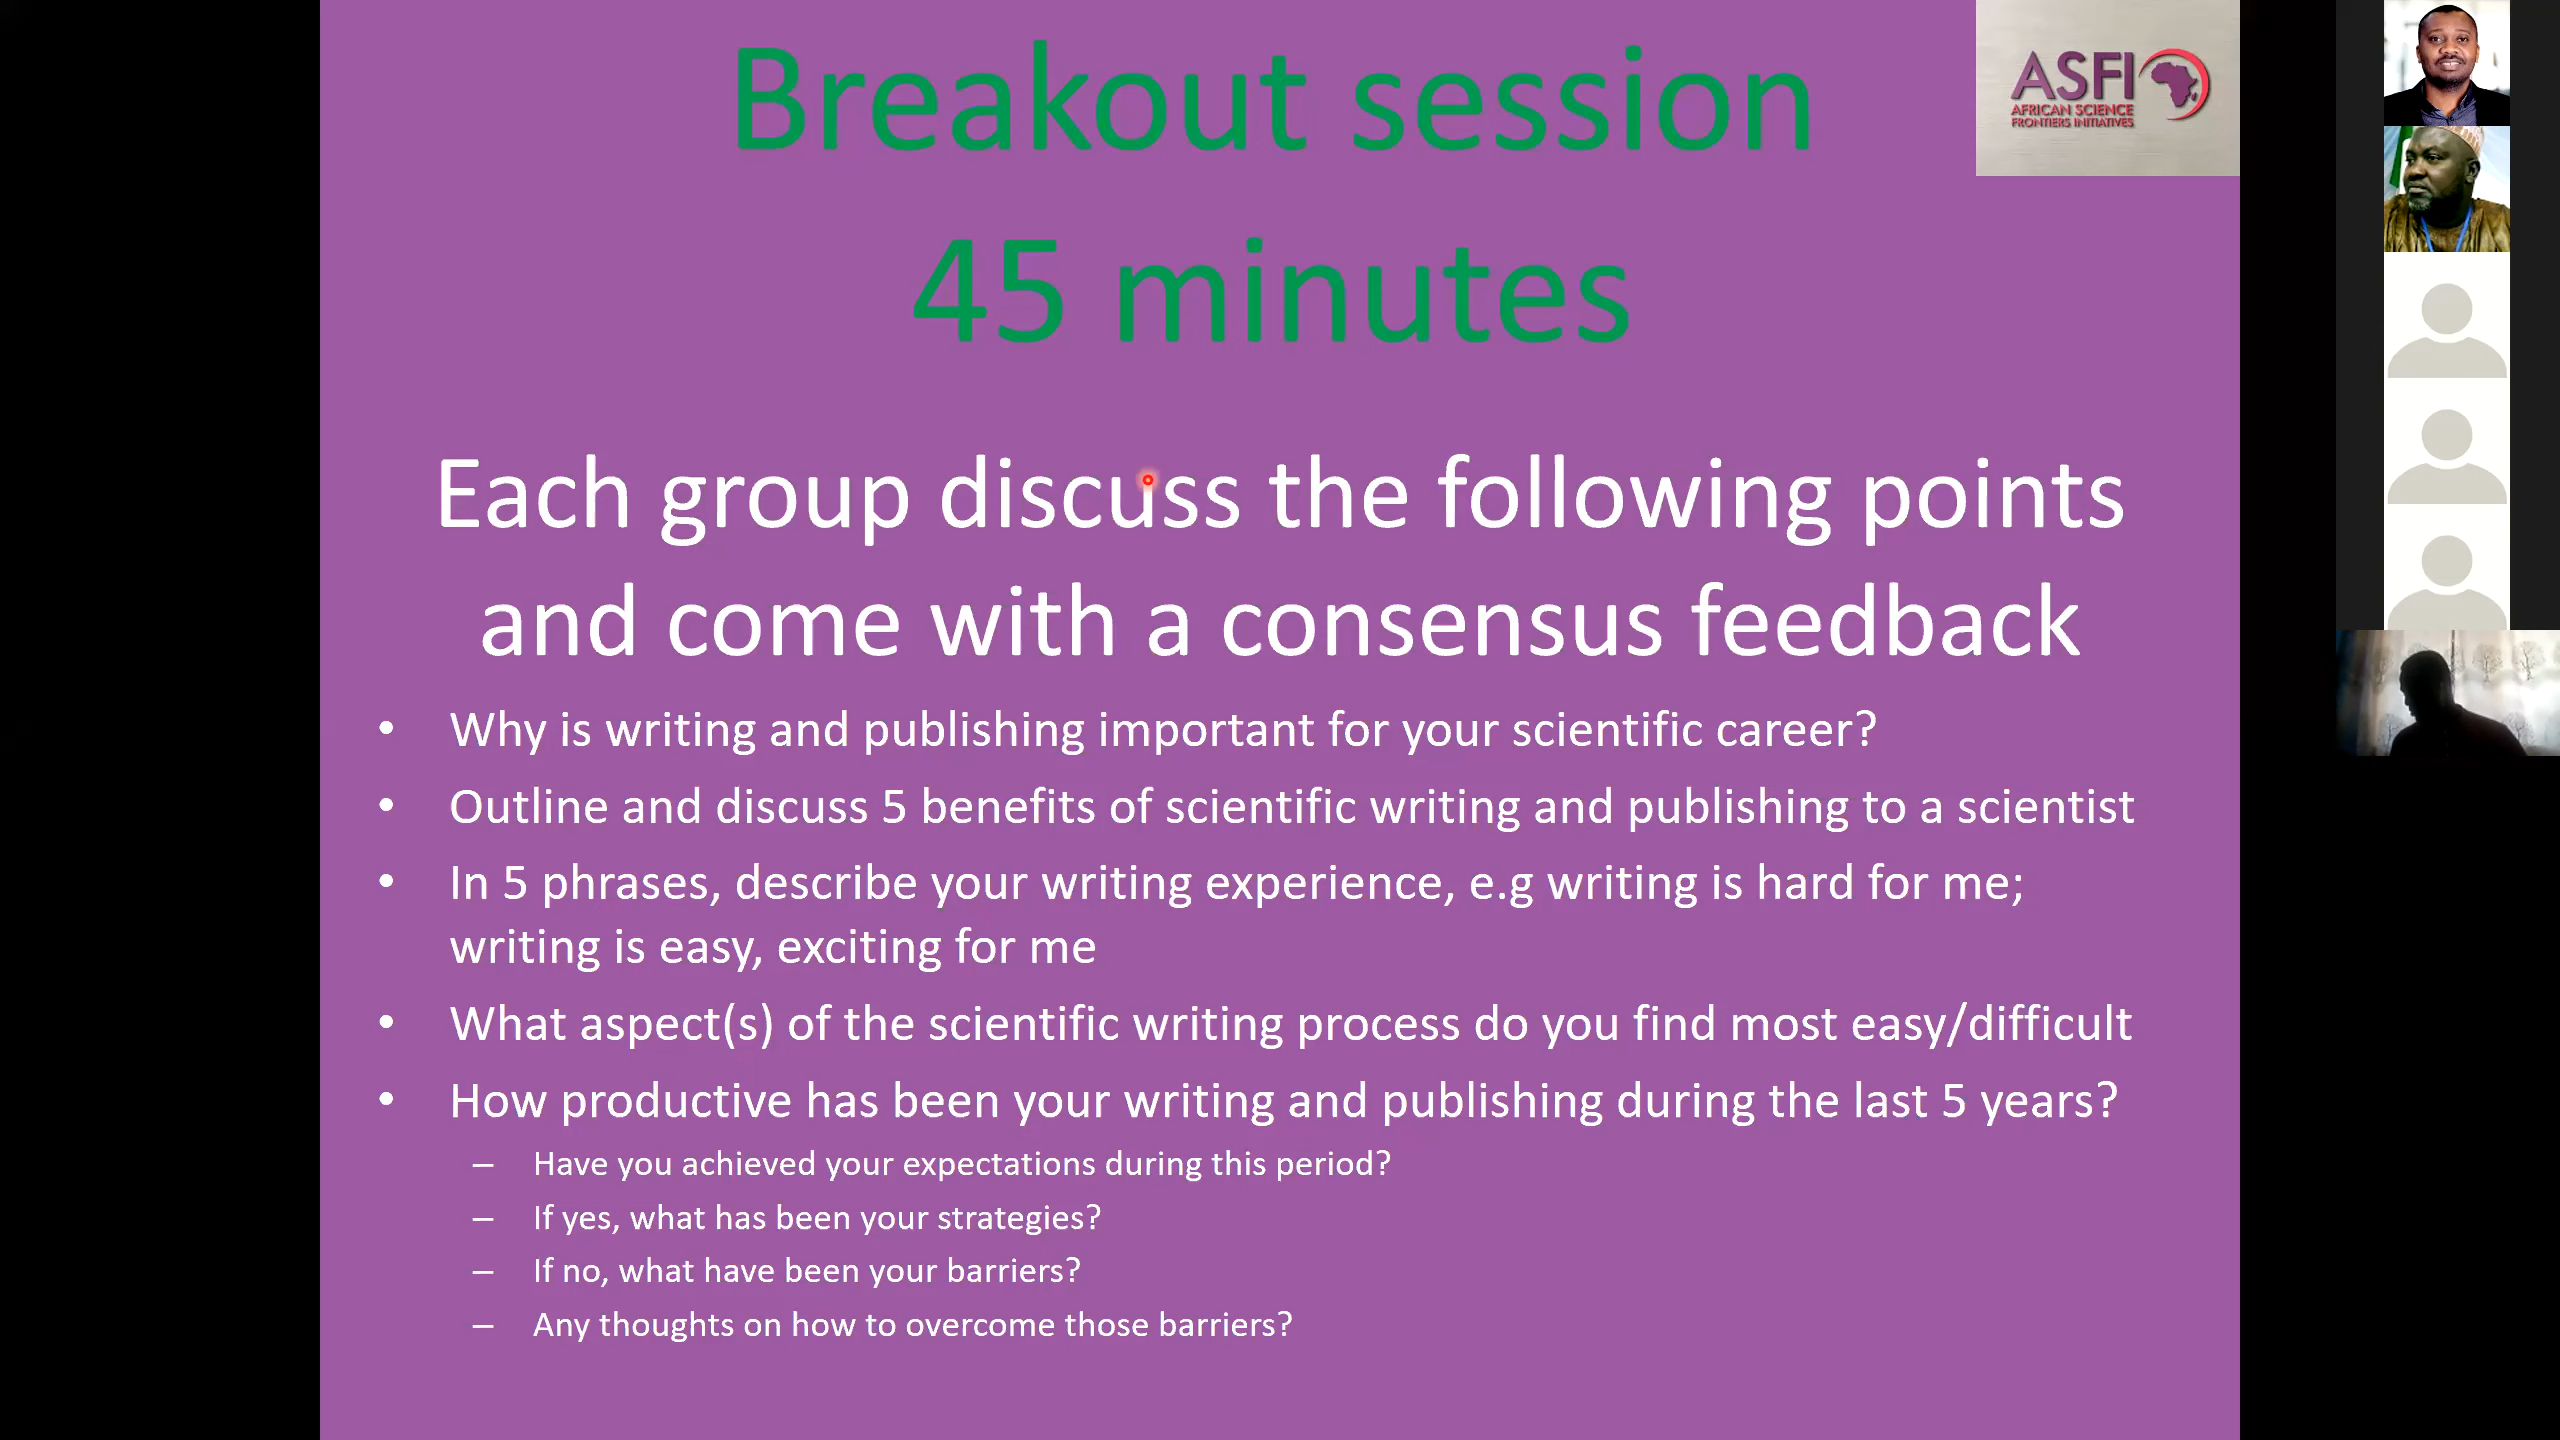 Breakout session
45 minutes
ASFI
AFRICAN SCIENCE
FRONTIERS INITIATIVES
Each group discuss the following points
and come with a consensus feedback
• Why is writing and publishing important for your scientific career?
• Outline and discuss 5 benefits of scientific writing and publishing to a scientist
• In 5 phrases, describe your writing experience, e.g writing is hard for me;
writing is easy, exciting for me
• What aspect(s) of the scientific writing process do you find most easy/difficult
• How productive has been your writing and publishing during the last 5 years?
– Have you achieved your expectations during this period?
– If yes, what has been your strategies?
– If no, what have been your barriers?
– Any thoughts on how to overcome those barriers?